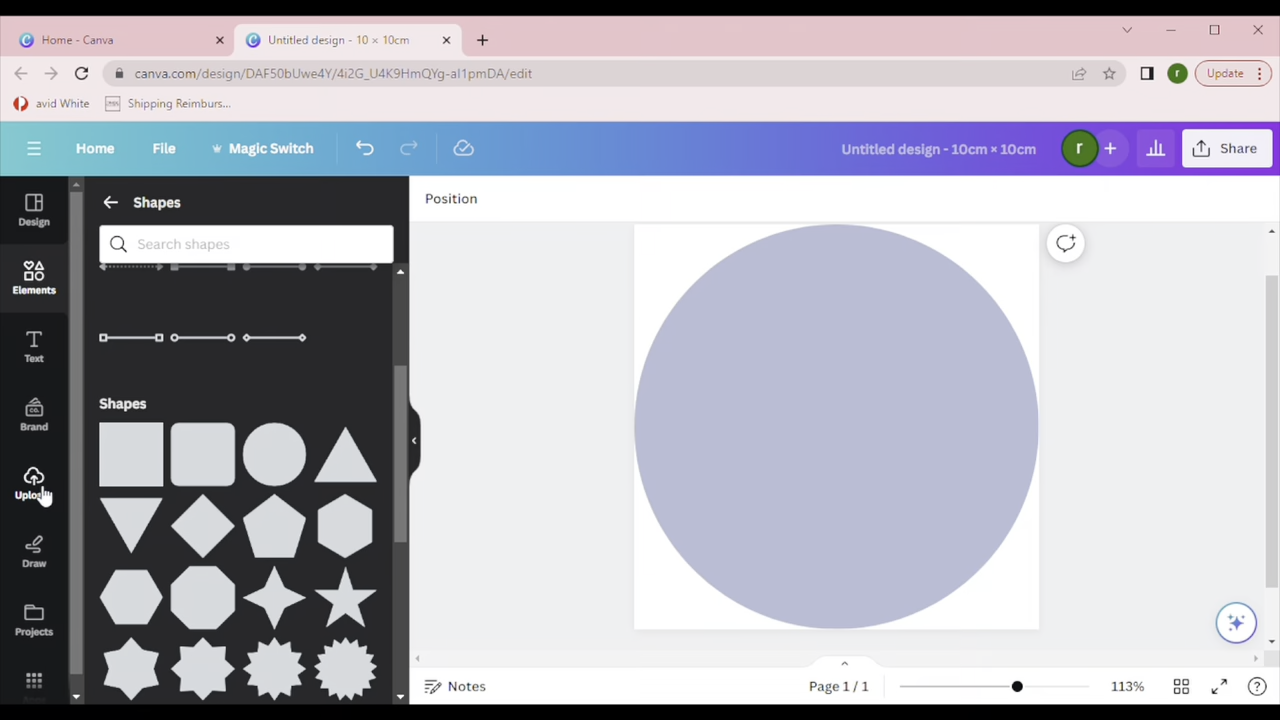 Home - Canva
Untitled design - 10 × 10cm
canva.com/design/DAF50bUwe4Y/4i2G_U4K9HmQYg-aI1pmDA/edit
r
Update
avid White
Shipping Reimburs...
Home
File
Magic Switch
Untitled design - 10cm × 10cm
r
Share
Design
Shapes
Position
Search shapes
Elements
Text
Shapes
Brand
CO.
Draw
Projects
Notes
Page 1 / 1
113%